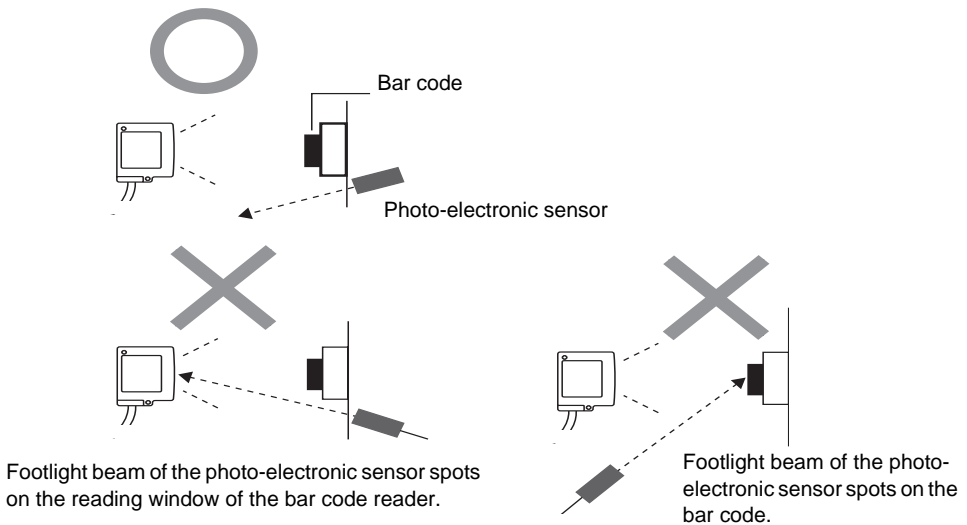 Bar code
Photo-electronic sensor
Footlight beam of the photo-electronic sensor spots
on the reading window of the bar code reader.
Footlight beam of the photo-
electronic sensor spots on the
bar code.